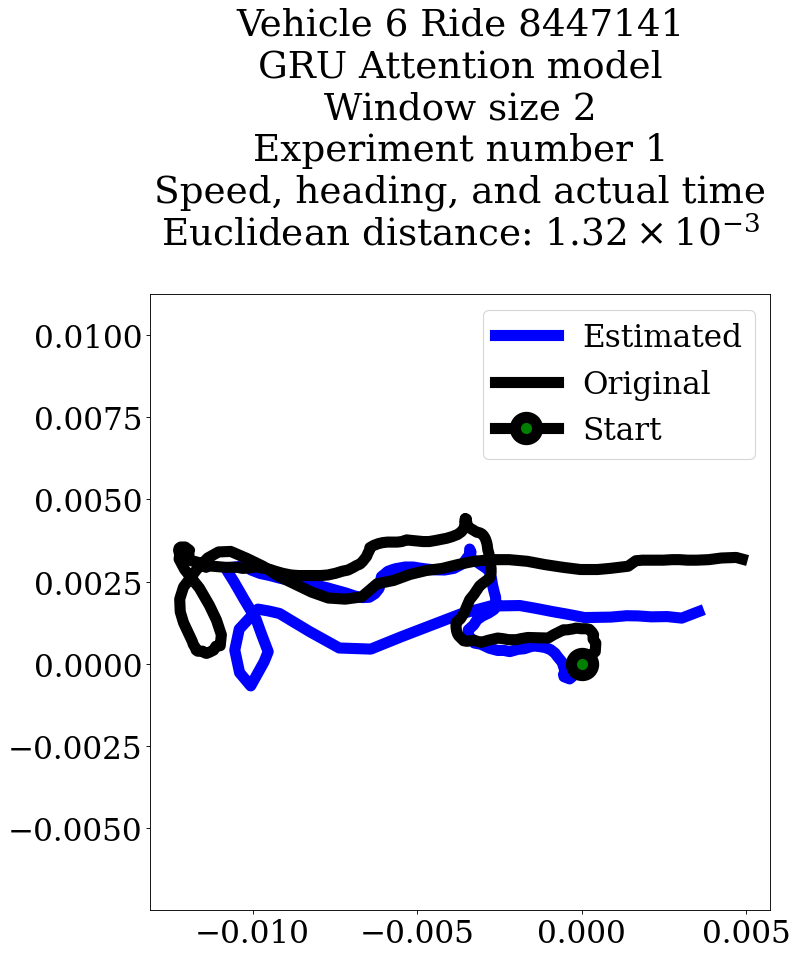 Vehicle 6 Ride 8447141
GRU Attention model
Window size 2
Experiment number 1
Speed, heading, and actual time
Euclidean distance: 1.32 × 10⁻³
Estimated
Original
Start
0.0100
0.0075
0.0050
0.0025
0.0000
−0.0025
−0.0050
−0.010
−0.005
0.000
0.005